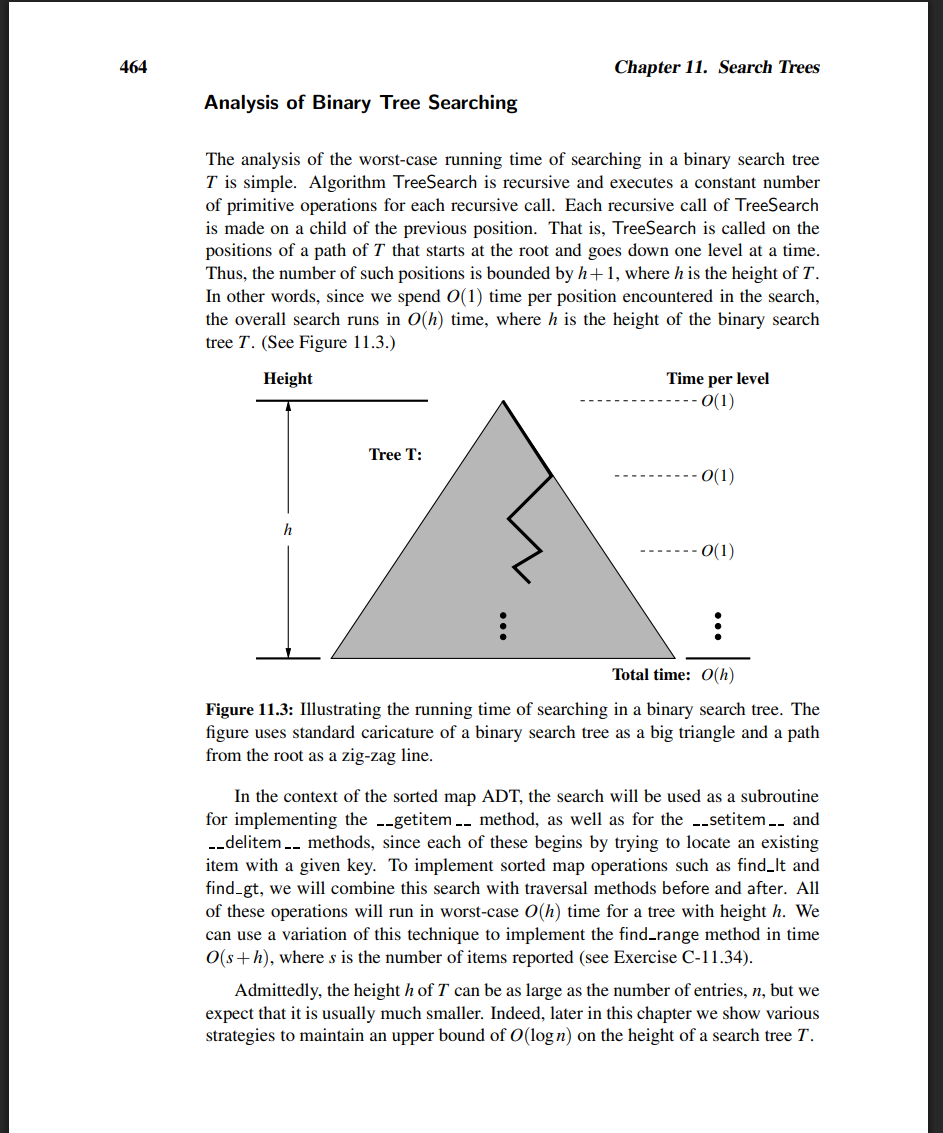 464
Chapter 11. Search Trees
Analysis of Binary Tree Searching
The analysis of the worst-case running time of searching in a binary search tree
T is simple. Algorithm TreeSearch is recursive and executes a constant number
of primitive operations for each recursive call. Each recursive call of TreeSearch
is made on a child of the previous position. That is, TreeSearch is called on the
positions of a path of T that starts at the root and goes down one level at a time.
Thus, the number of such positions is bounded by h+1, where h is the height of T.
In other words, since we spend O(1) time per position encountered in the search,
the overall search runs in O(h) time, where h is the height of the binary search
tree T. (See Figure 11.3.)
Height
Time per level
O(1)
Tree T:
O(1)
h
O(1)
Total time: O(h)
Figure 11.3: Illustrating the running time of searching in a binary search tree. The
figure uses standard caricature of a binary search tree as a big triangle and a path
from the root as a zig-zag line.
In the context of the sorted map ADT, the search will be used as a subroutine
for implementing the __getitem__ method, as well as for the __setitem__ and
__delitem__ methods, since each of these begins by trying to locate an existing
item with a given key. To implement sorted map operations such as find_lt and
find_gt, we will combine this search with traversal methods before and after. All
of these operations will run in worst-case O(h) time for a tree with height h. We
can use a variation of this technique to implement the find_range method in time
O(s+h), where s is the number of items reported (see Exercise C-11.34).
Admittedly, the height h of T can be as large as the number of entries, n, but we
expect that it is usually much smaller. Indeed, later in this chapter we show various
strategies to maintain an upper bound of O(log n) on the height of a search tree T.